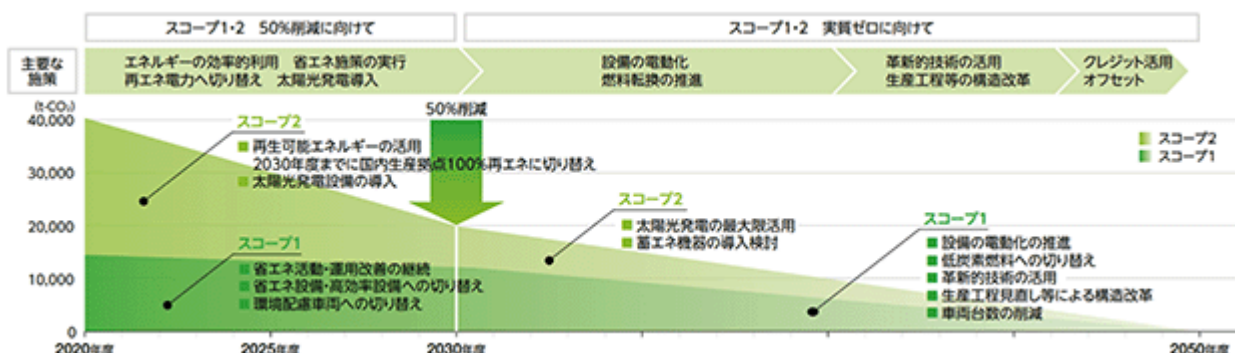 スコープ1・2 50%削減に向けて
スコープ1・2 実質ゼロに向けて
主要な
施策
エネルギーの効率的利用 省エネ施策の実行
再エネ電力へ切り替え 太陽光発電導入
設備の電動化
燃料転換の推進
革新的技術の活用
生産工程等の構造改革
クレジット活用
オフセット
(t-CO₂)
40,000
30,000
20,000
10,000
0
50%削減
スコープ2
スコープ1
スコープ2
■再生可能エネルギーの活用
2030年度までに国内生産拠点100%再エネに切り替え
■太陽光発電設備の導入
スコープ1
■省エネ活動・運用改善の継続
■省エネ設備・高効率設備への切り替え
■環境配慮車両への切り替え
スコープ2
■太陽光発電の最大限活用
■蓄エネ機器の導入検討
スコープ1
■設備の電動化の推進
■低炭素燃料への切り替え
■革新的技術の活用
■生産工程見直し等による構造改革
■車両台数の削減
2020年度
2025年度
2030年度
2050年度